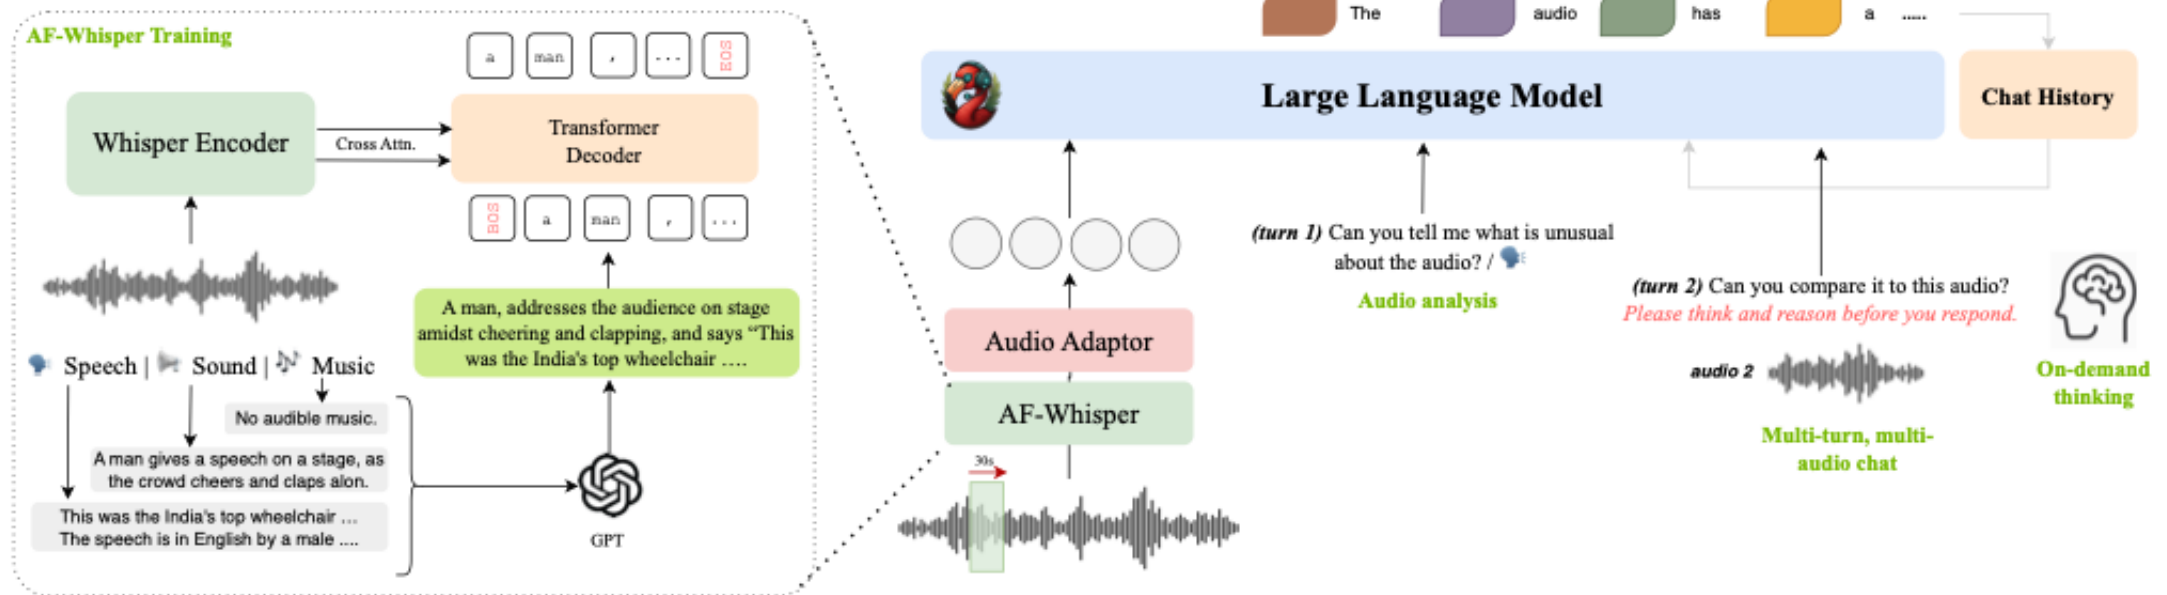 AF-Whisper Training
a
man
,
...
EOS
Whisper Encoder
Cross Attn.
Transformer
Decoder
BOS
a
man
,
...
A man, addresses the audience on stage
amidst cheering and clapping, and says “This
was the India's top wheelchair ....
Speech | Sound | Music
No audible music.
A man gives a speech on a stage, as
the crowd cheers and claps alon.
This was the India's top wheelchair ...
The speech is in English by a male ....
GPT
The audio has a .....
Large Language Model
Chat History
(turn 1) Can you tell me what is unusual
about the audio? /
Audio analysis
(turn 2) Can you compare it to this audio?
Please think and reason before you respond.
audio 2
Multi-turn, multi-
audio chat
On-demand
thinking
Audio Adaptor
AF-Whisper
30s